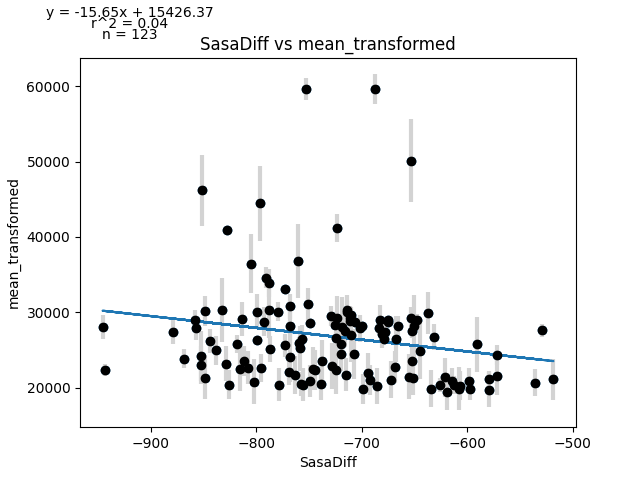 y = -15.65x + 15426.37
r^2 = 0.04
n = 123
SasaDiff vs mean_transformed
60000
50000
40000
30000
20000
mean_transformed
−900
−800
−700
−600
−500
SasaDiff